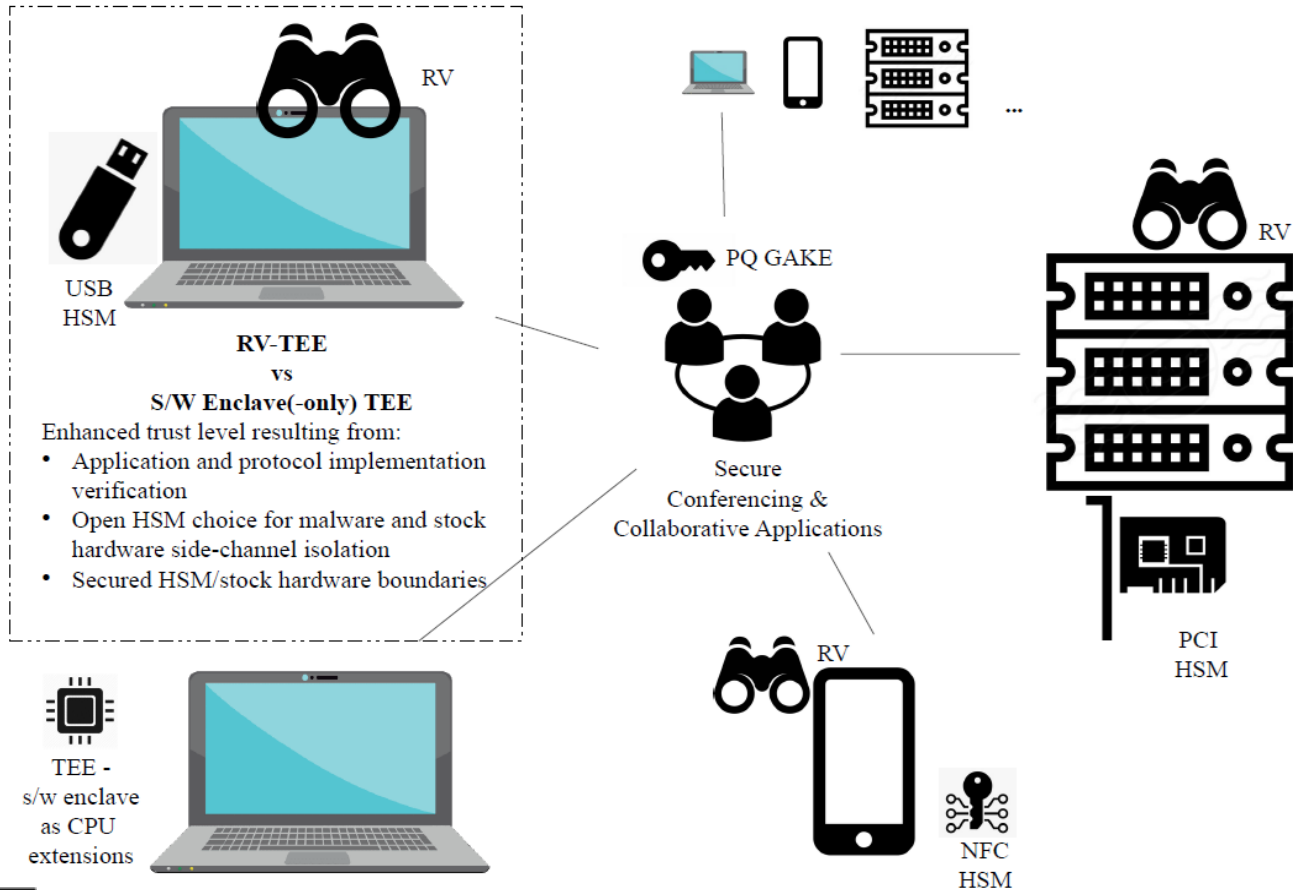 RV
USB
HSM
RV-TEE
vs
S/W Enclave(-only) TEE
Enhanced trust level resulting from:
• Application and protocol implementation
verification
• Open HSM choice for malware and stock
hardware side-channel isolation
• Secured HSM/stock hardware boundaries
TEE -
s/w enclave
as CPU
extensions
...
PQ GAKE
Secure
Conferencing &
Collaborative Applications
RV
PCI
HSM
RV
NFC
HSM